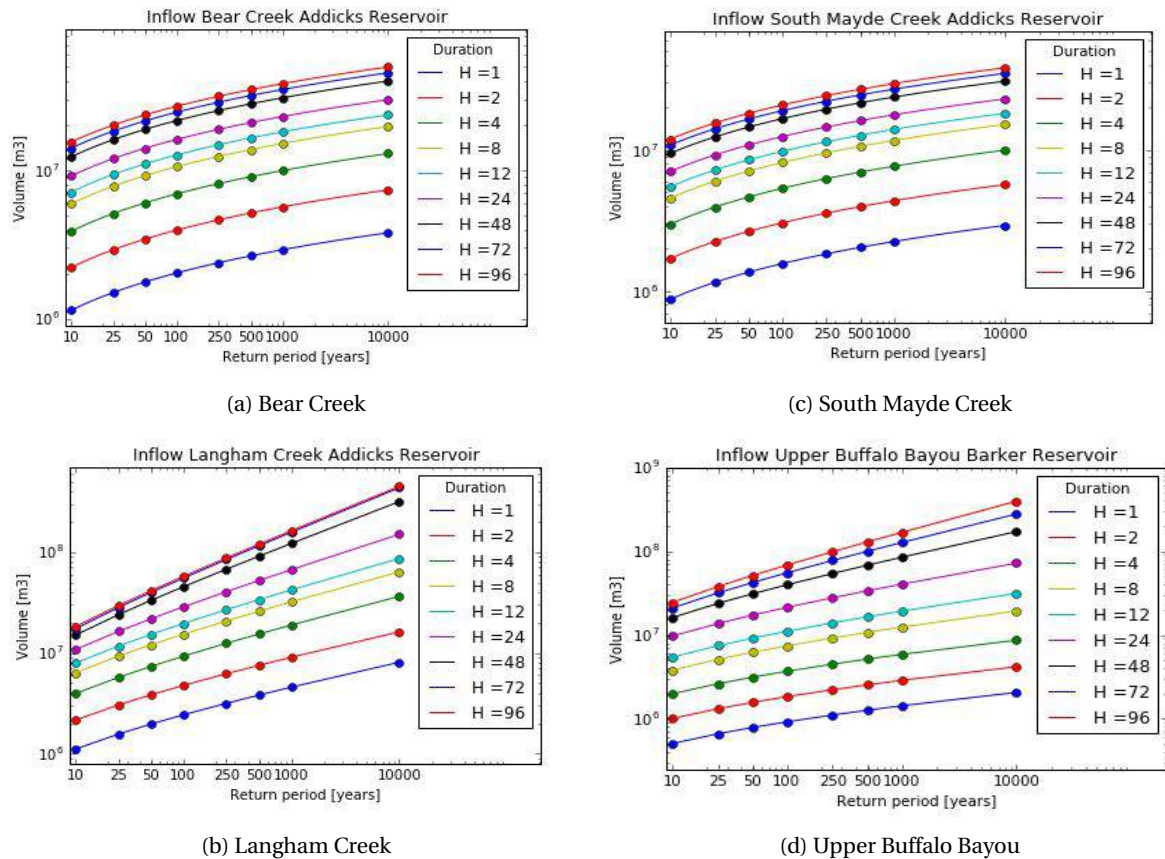 Inflow Bear Creek Addicks Reservoir
Volume [m3]
10^7
10^6
Duration
H =1
H =2
H =4
H =8
H =12
H =24
H =48
H =72
H =96
10 25 50 100 250 500 1000 10000
Return period [years]
(a) Bear Creek
Inflow South Mayde Creek Addicks Reservoir
Volume [m3]
10^7
10^6
Duration
H =1
H =2
H =4
H =8
H =12
H =24
H =48
H =72
H =96
10 25 50 100 250 500 1000 10000
Return period [years]
(c) South Mayde Creek
Inflow Langham Creek Addicks Reservoir
Volume [m3]
10^8
10^7
10^6
Duration
H =1
H =2
H =4
H =8
H =12
H =24
H =48
H =72
H =96
10 25 50 100 250 500 1000 10000
Return period [years]
(b) Langham Creek
Inflow Upper Buffalo Bayou Barker Reservoir
Volume [m3]
10^9
10^8
10^7
10^6
Duration
H =1
H =2
H =4
H =8
H =12
H =24
H =48
H =72
H =96
10 25 50 100 250 500 1000 10000
Return period [years]
(d) Upper Buffalo Bayou